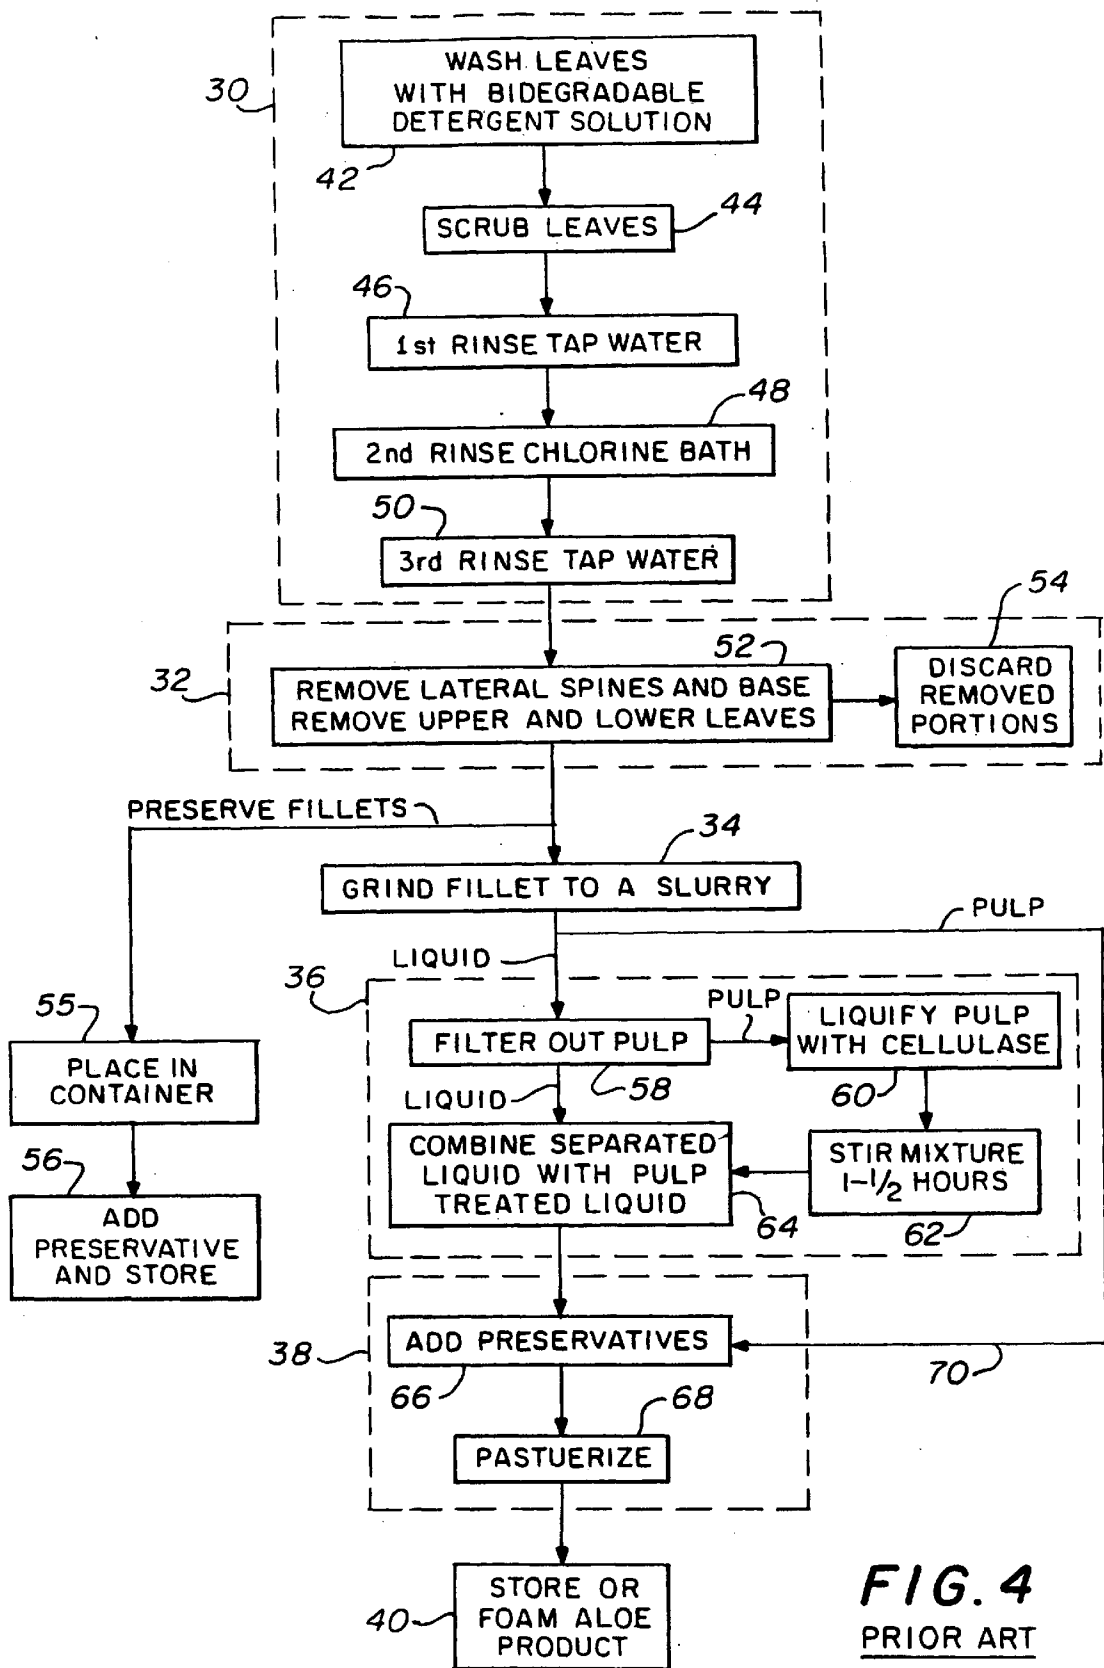 30
WASH LEAVES
WITH BIDEGRADABLE
DETERGENT SOLUTION
42
SCRUB LEAVES
44
46
1st RINSE TAP WATER
48
2nd RINSE CHLORINE BATH
50
3rd RINSE TAP WATER
54
52
32
REMOVE LATERAL SPINES AND BASE
REMOVE UPPER AND LOWER LEAVES
DISCARD
REMOVED
PORTIONS
PRESERVE FILLETS
34
GRIND FILLET TO A SLURRY
PULP
LIQUID
36
55
PLACE IN
CONTAINER
56
ADD
PRESERVATIVE
AND STORE
FILTER OUT PULP
58
PULP
LIQUIFY PULP
WITH CELLULASE
60
LIQUID
COMBINE SEPARATED
LIQUID WITH PULP
TREATED LIQUID
64
STIR MIXTURE
1-1/2 HOURS
62
38
ADD PRESERVATIVES
66
70
68
PASTUERIZE
40
STORE OR
FOAM ALOE
PRODUCT
FIG. 4
PRIOR ART